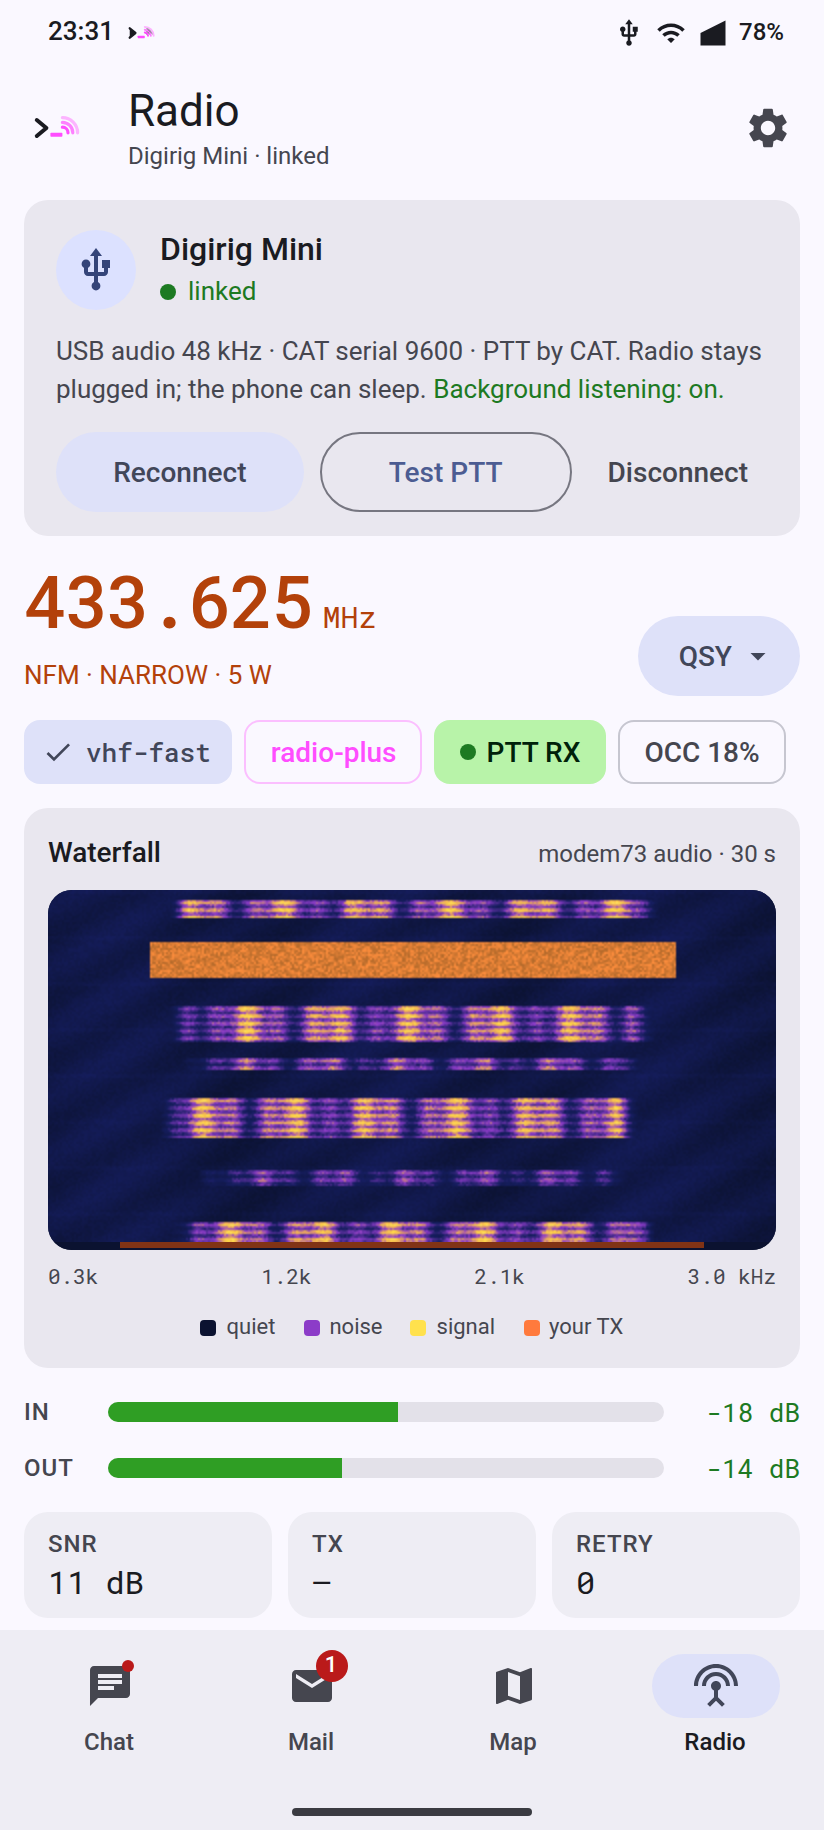 23:31
78%
Radio
Digirig Mini · linked
Digirig Mini
linked
USB audio 48 kHz · CAT serial 9600 · PTT by CAT. Radio stays
plugged in; the phone can sleep. Background listening: on.
Reconnect
Test PTT
Disconnect
433.625 MHz
NFM · NARROW · 5 W
QSY
vhf-fast
radio-plus
PTT RX
OCC 18%
Waterfall
modem73 audio · 30 s
0.3k 1.2k 2.1k 3.0 kHz
quiet noise signal your TX
IN -18 dB
OUT -14 dB
SNR
11 dB
TX
—
RETRY
0
1
Chat Mail Map Radio